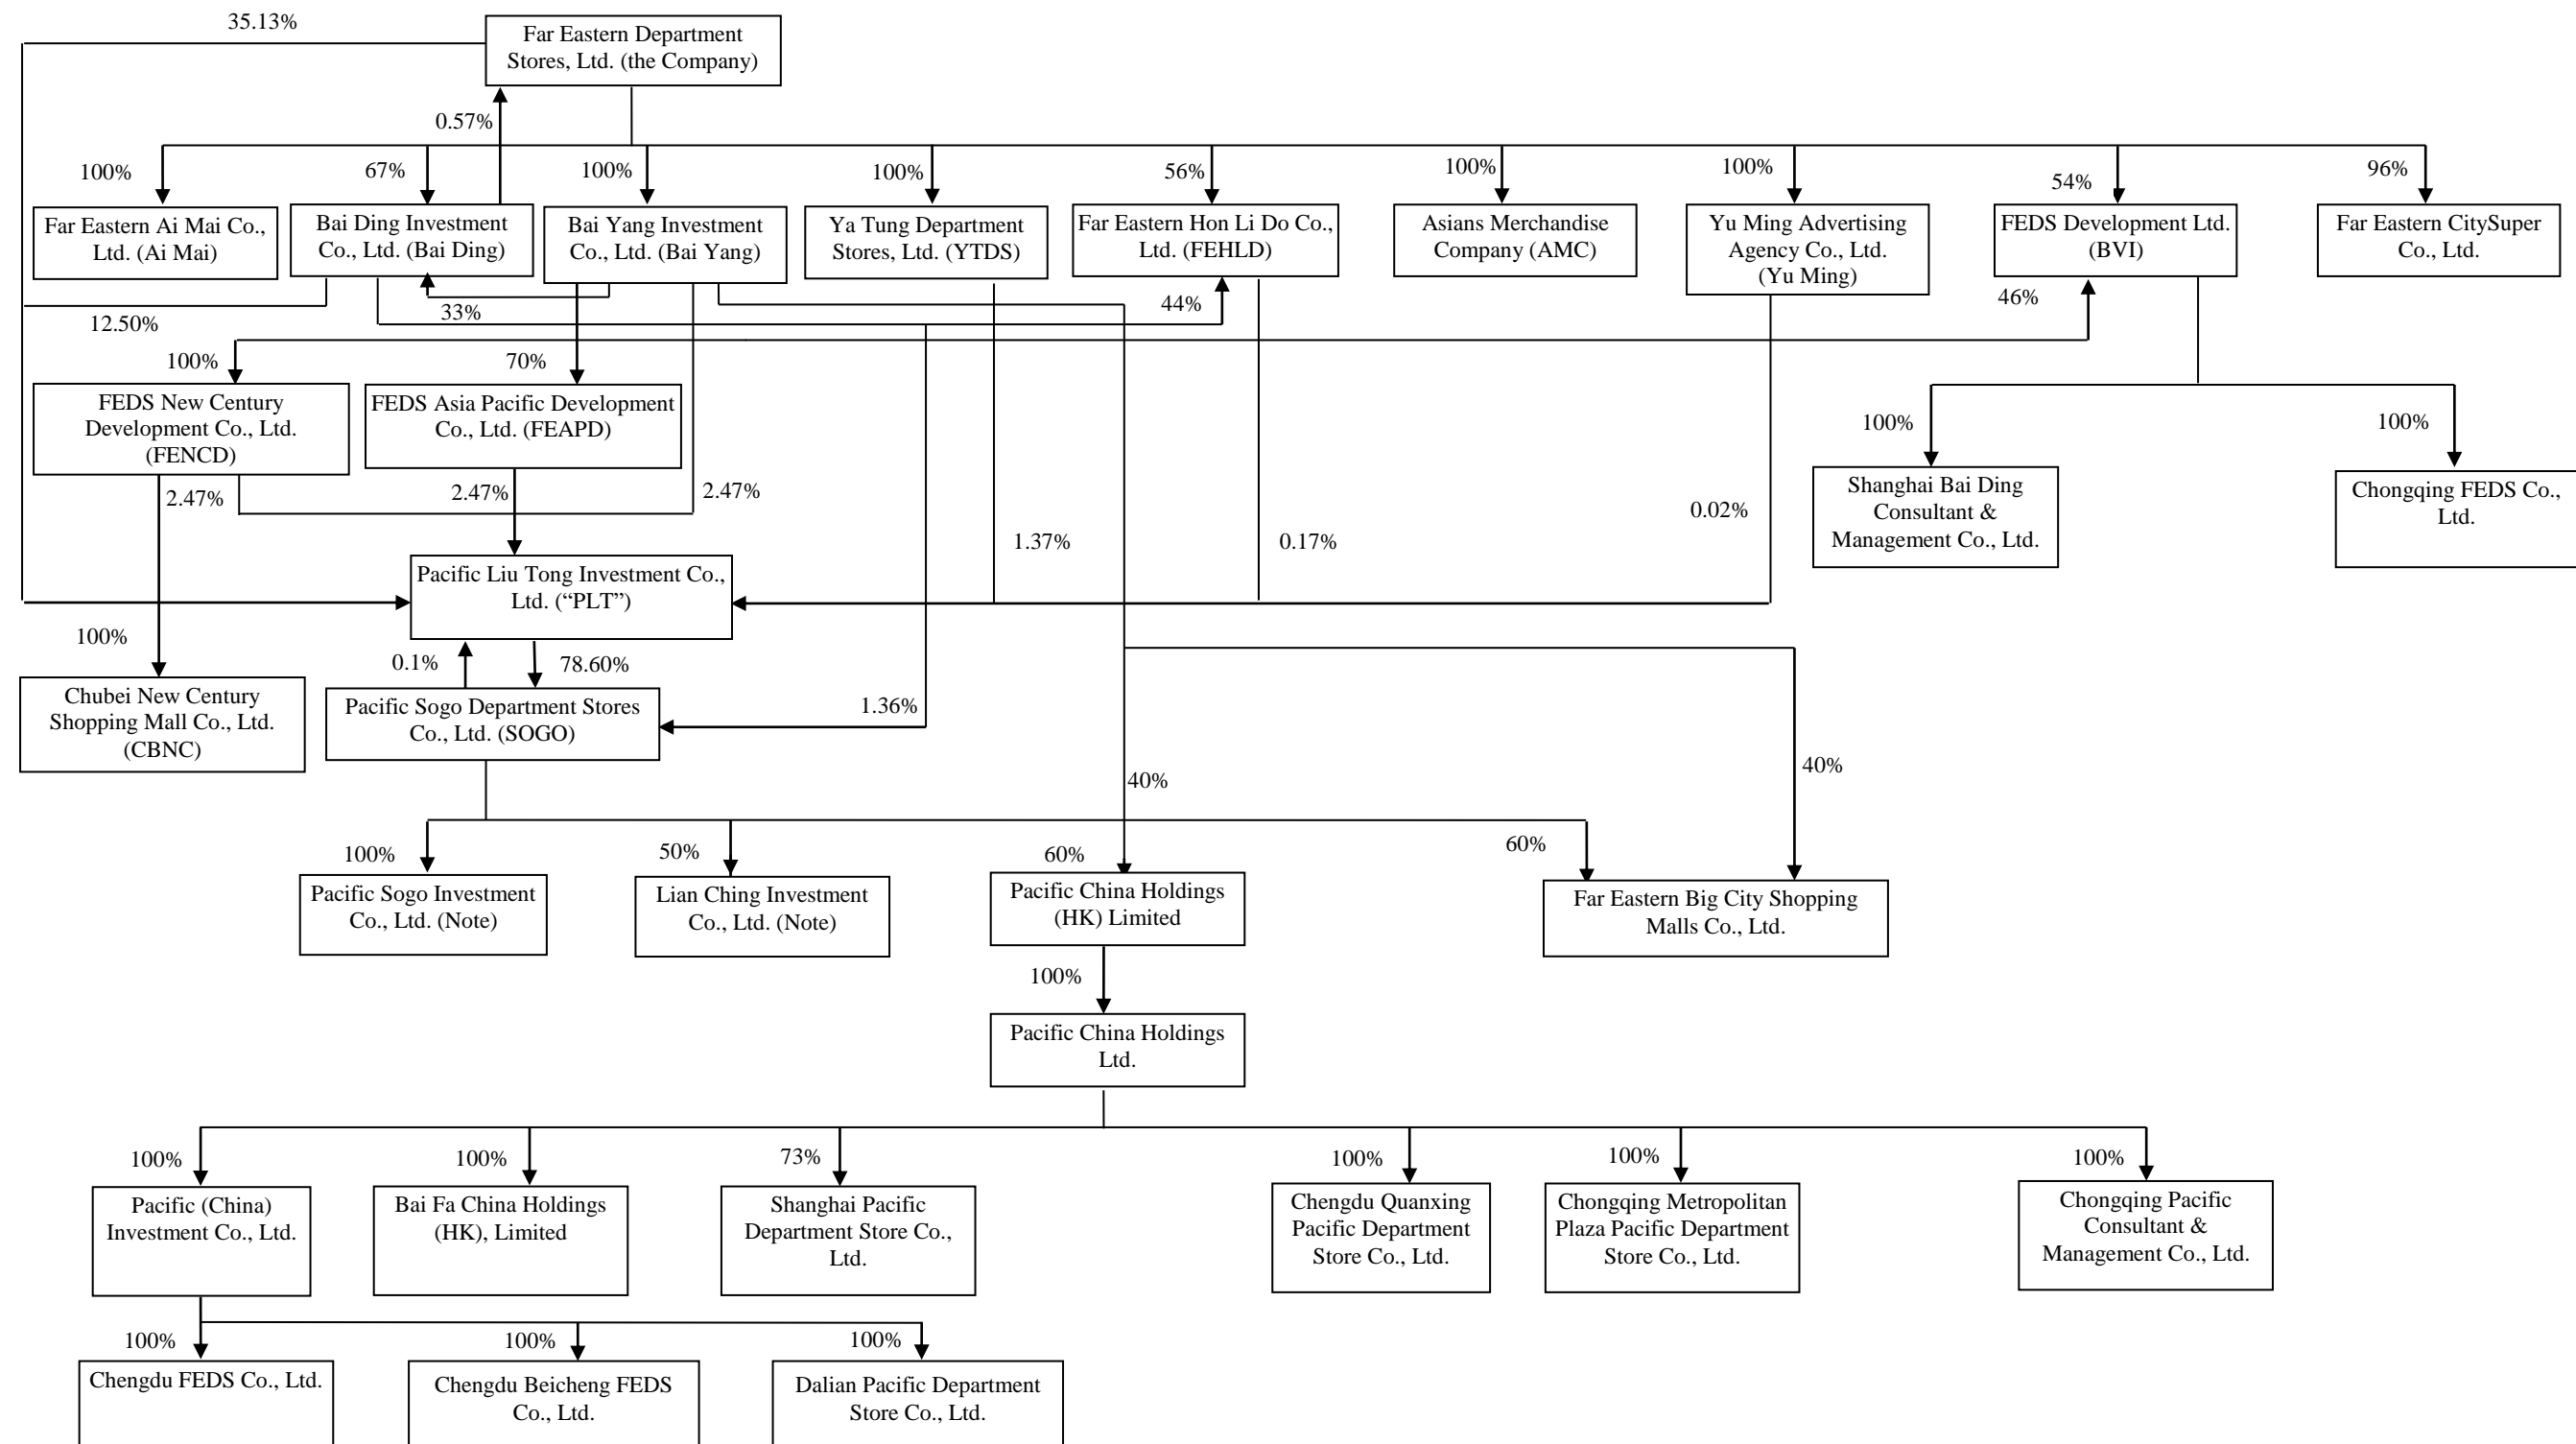 35.13%
Far Eastern Department
Stores, Ltd. (the Company)
0.57%
100%
67%
100%
100%
56%
100%
100%
54%
96%
Far Eastern Ai Mai Co.,
Ltd. (Ai Mai)
Bai Ding Investment
Co., Ltd. (Bai Ding)
Bai Yang Investment
Co., Ltd. (Bai Yang)
Ya Tung Department
Stores, Ltd. (YTDS)
Far Eastern Hon Li Do Co.,
Ltd. (FEHLD)
Asians Merchandise
Company (AMC)
Yu Ming Advertising
Agency Co., Ltd.
(Yu Ming)
FEDS Development Ltd.
(BVI)
Far Eastern CitySuper
Co., Ltd.
12.50%
33%
44%
46%
100%
70%
FEDS New Century
Development Co., Ltd.
(FENCD)
FEDS Asia Pacific Development
Co., Ltd. (FEAPD)
100%
100%
2.47%
2.47%
2.47%
1.37%
0.17%
0.02%
Shanghai Bai Ding
Consultant &
Management Co., Ltd.
Chongqing FEDS Co.,
Ltd.
Pacific Liu Tong Investment Co.,
Ltd. (“PLT”)
100%
0.1%
78.60%
1.36%
Chubei New Century
Shopping Mall Co., Ltd.
(CBNC)
Pacific Sogo Department Stores
Co., Ltd. (SOGO)
40%
40%
100%
50%
60%
60%
Pacific Sogo Investment
Co., Ltd. (Note)
Lian Ching Investment
Co., Ltd. (Note)
Pacific China Holdings
(HK) Limited
Far Eastern Big City Shopping
Malls Co., Ltd.
100%
Pacific China Holdings
Ltd.
100%
100%
73%
100%
100%
100%
Pacific (China)
Investment Co., Ltd.
Bai Fa China Holdings
(HK), Limited
Shanghai Pacific
Department Store Co.,
Ltd.
Chengdu Quanxing
Pacific Department
Store Co., Ltd.
Chongqing Metropolitan
Plaza Pacific Department
Store Co., Ltd.
Chongqing Pacific
Consultant &
Management Co., Ltd.
100%
100%
100%
Chengdu FEDS Co., Ltd.
Chengdu Beicheng FEDS
Co., Ltd.
Dalian Pacific Department
Store Co., Ltd.